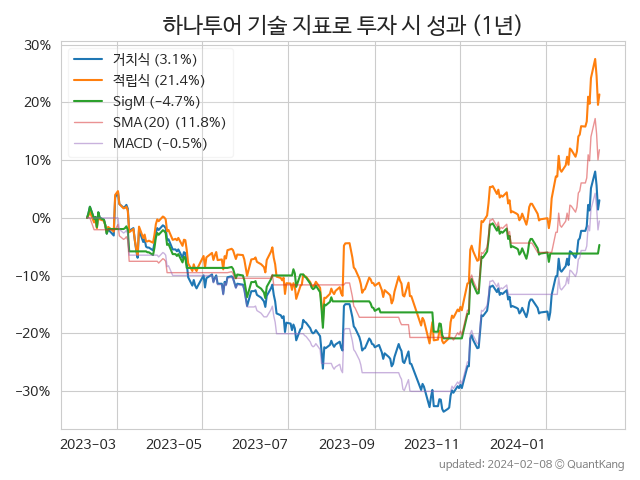 하나투어 기술 지표로 투자 시 성과 (1년)
거치식 (3.1%)
적립식 (21.4%)
SigM (−4.7%)
SMA(20) (11.8%)
MACD (−0.5%)
30%
20%
10%
0%
−10%
−20%
−30%
2023-03 2023-05 2023-07 2023-09 2023-11 2024-01
updated: 2024-02-08 © QuantKang